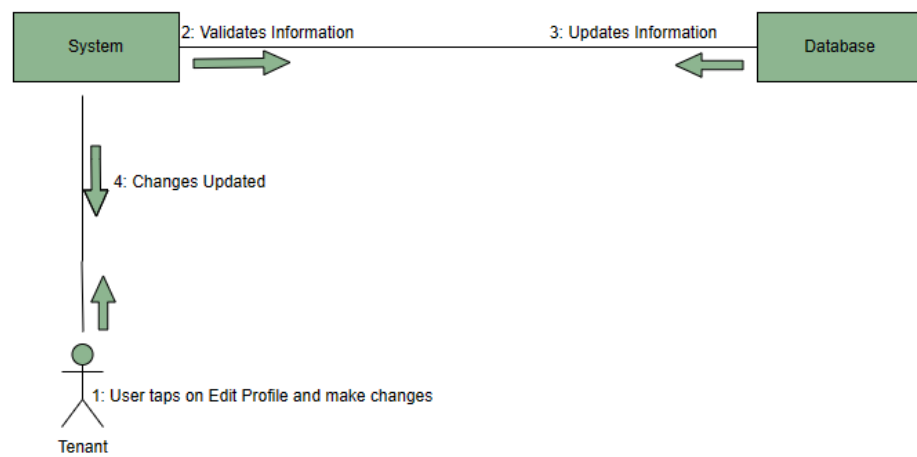 System
2: Validates Information
3: Updates Information
Database
4: Changes Updated
1: User taps on Edit Profile and make changes
Tenant